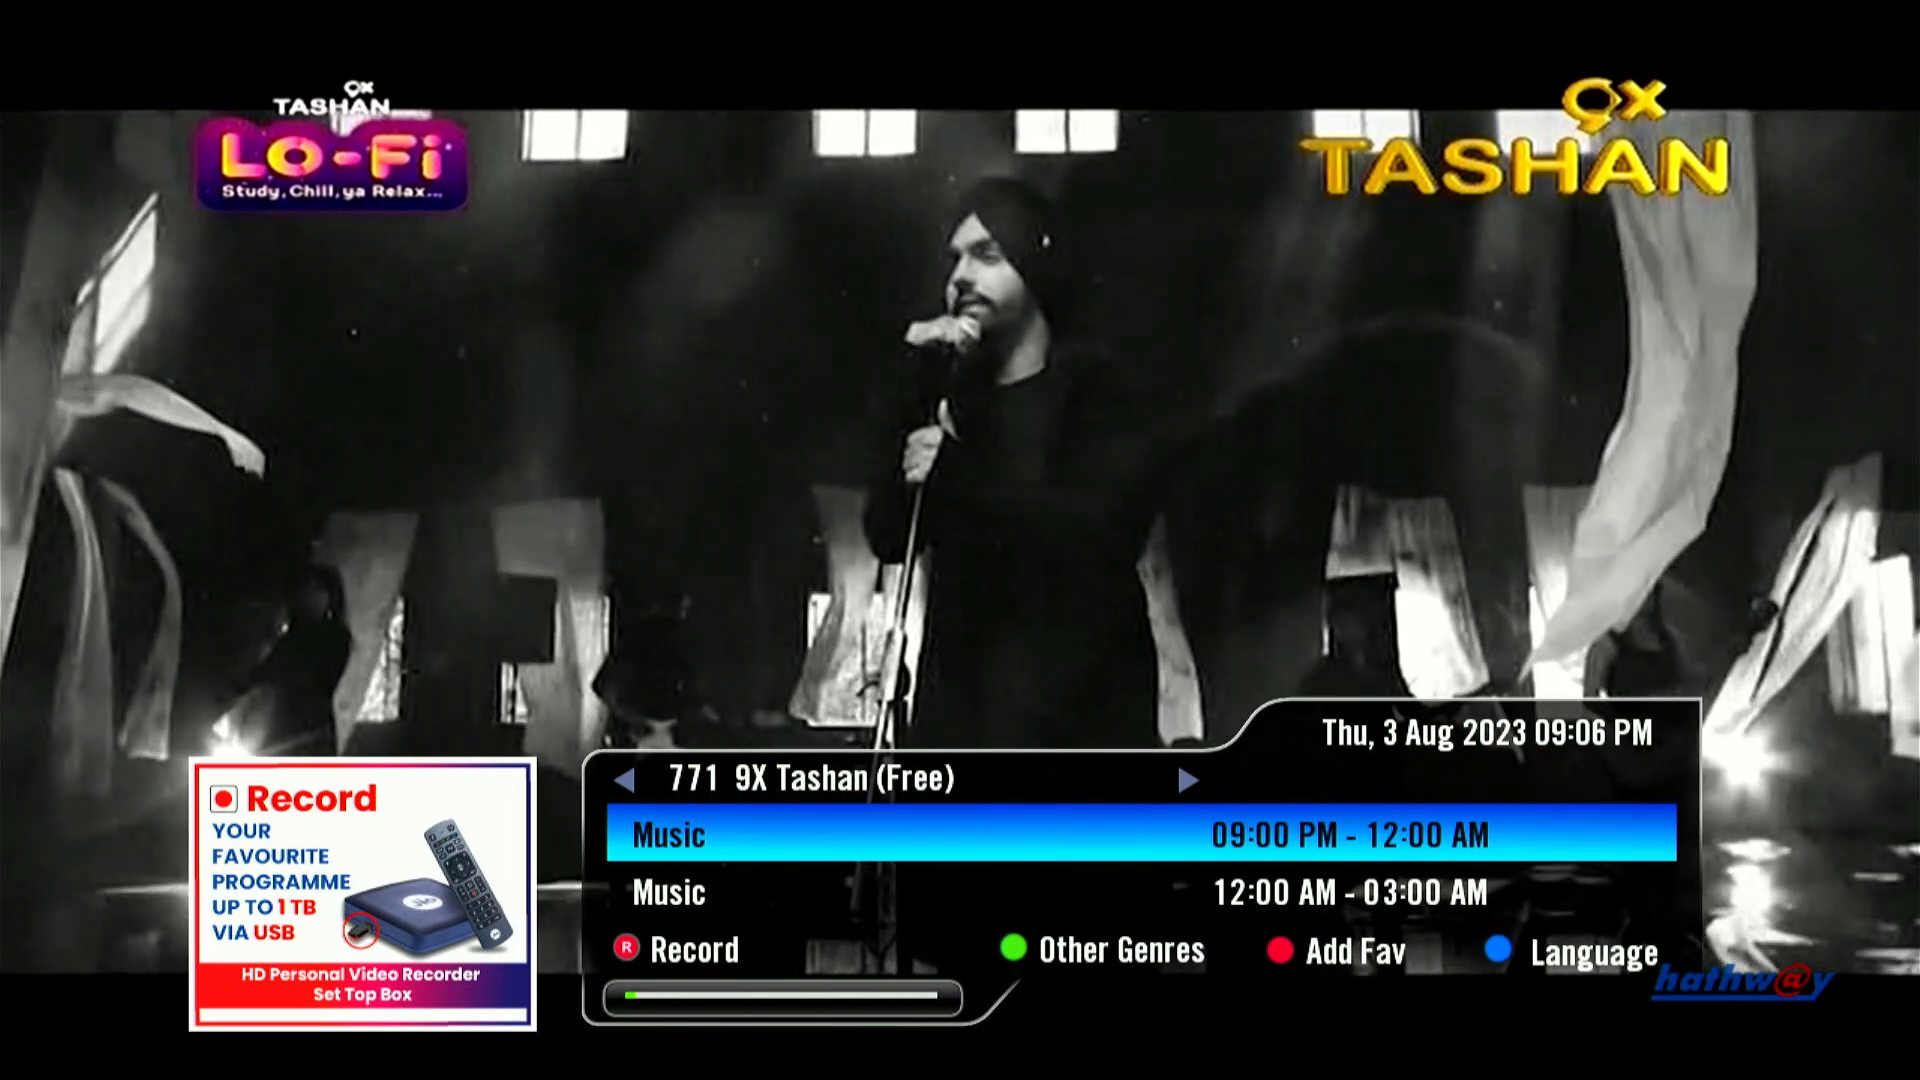 9x
TASHAN
LO-Fi
Study, Chill, ya Relax...
9x
TASHAN
Thu, 3 Aug 2023 09:06 PM
771 9X Tashan (Free)
Music 09:00 PM - 12:00 AM
Music 12:00 AM - 03:00 AM
R Record Other Genres Add Fav Language
Record
YOUR
FAVOURITE
PROGRAMME
UP TO 1 TB
VIA USB
Jio
HD Personal Video Recorder
Set Top Box
hathw@y